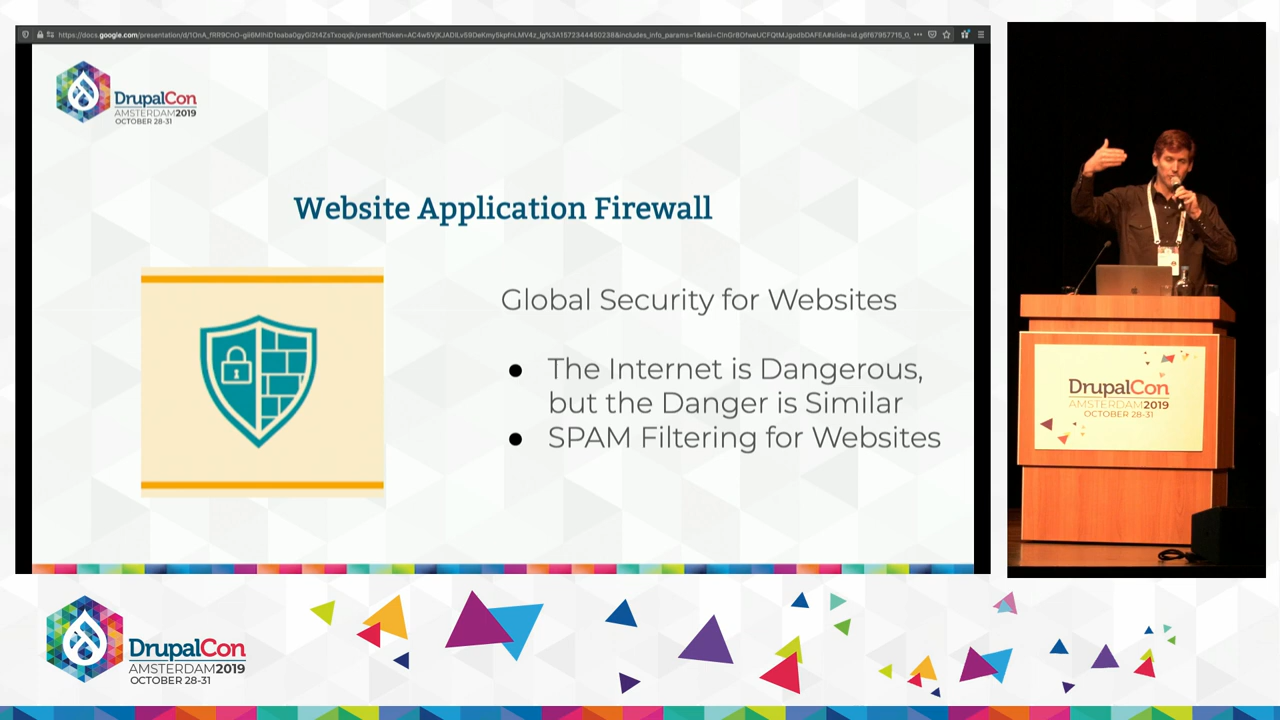 DrupalCon
AMSTERDAM2019
OCTOBER 28-31
Website Application Firewall
Global Security for Websites
● The Internet is Dangerous,
but the Danger is Similar
● SPAM Filtering for Websites
DrupalCon
AMSTERDAM2019
OCTOBER 28-31
DrupalCon
AMSTERDAM2019
OCTOBER 28-31